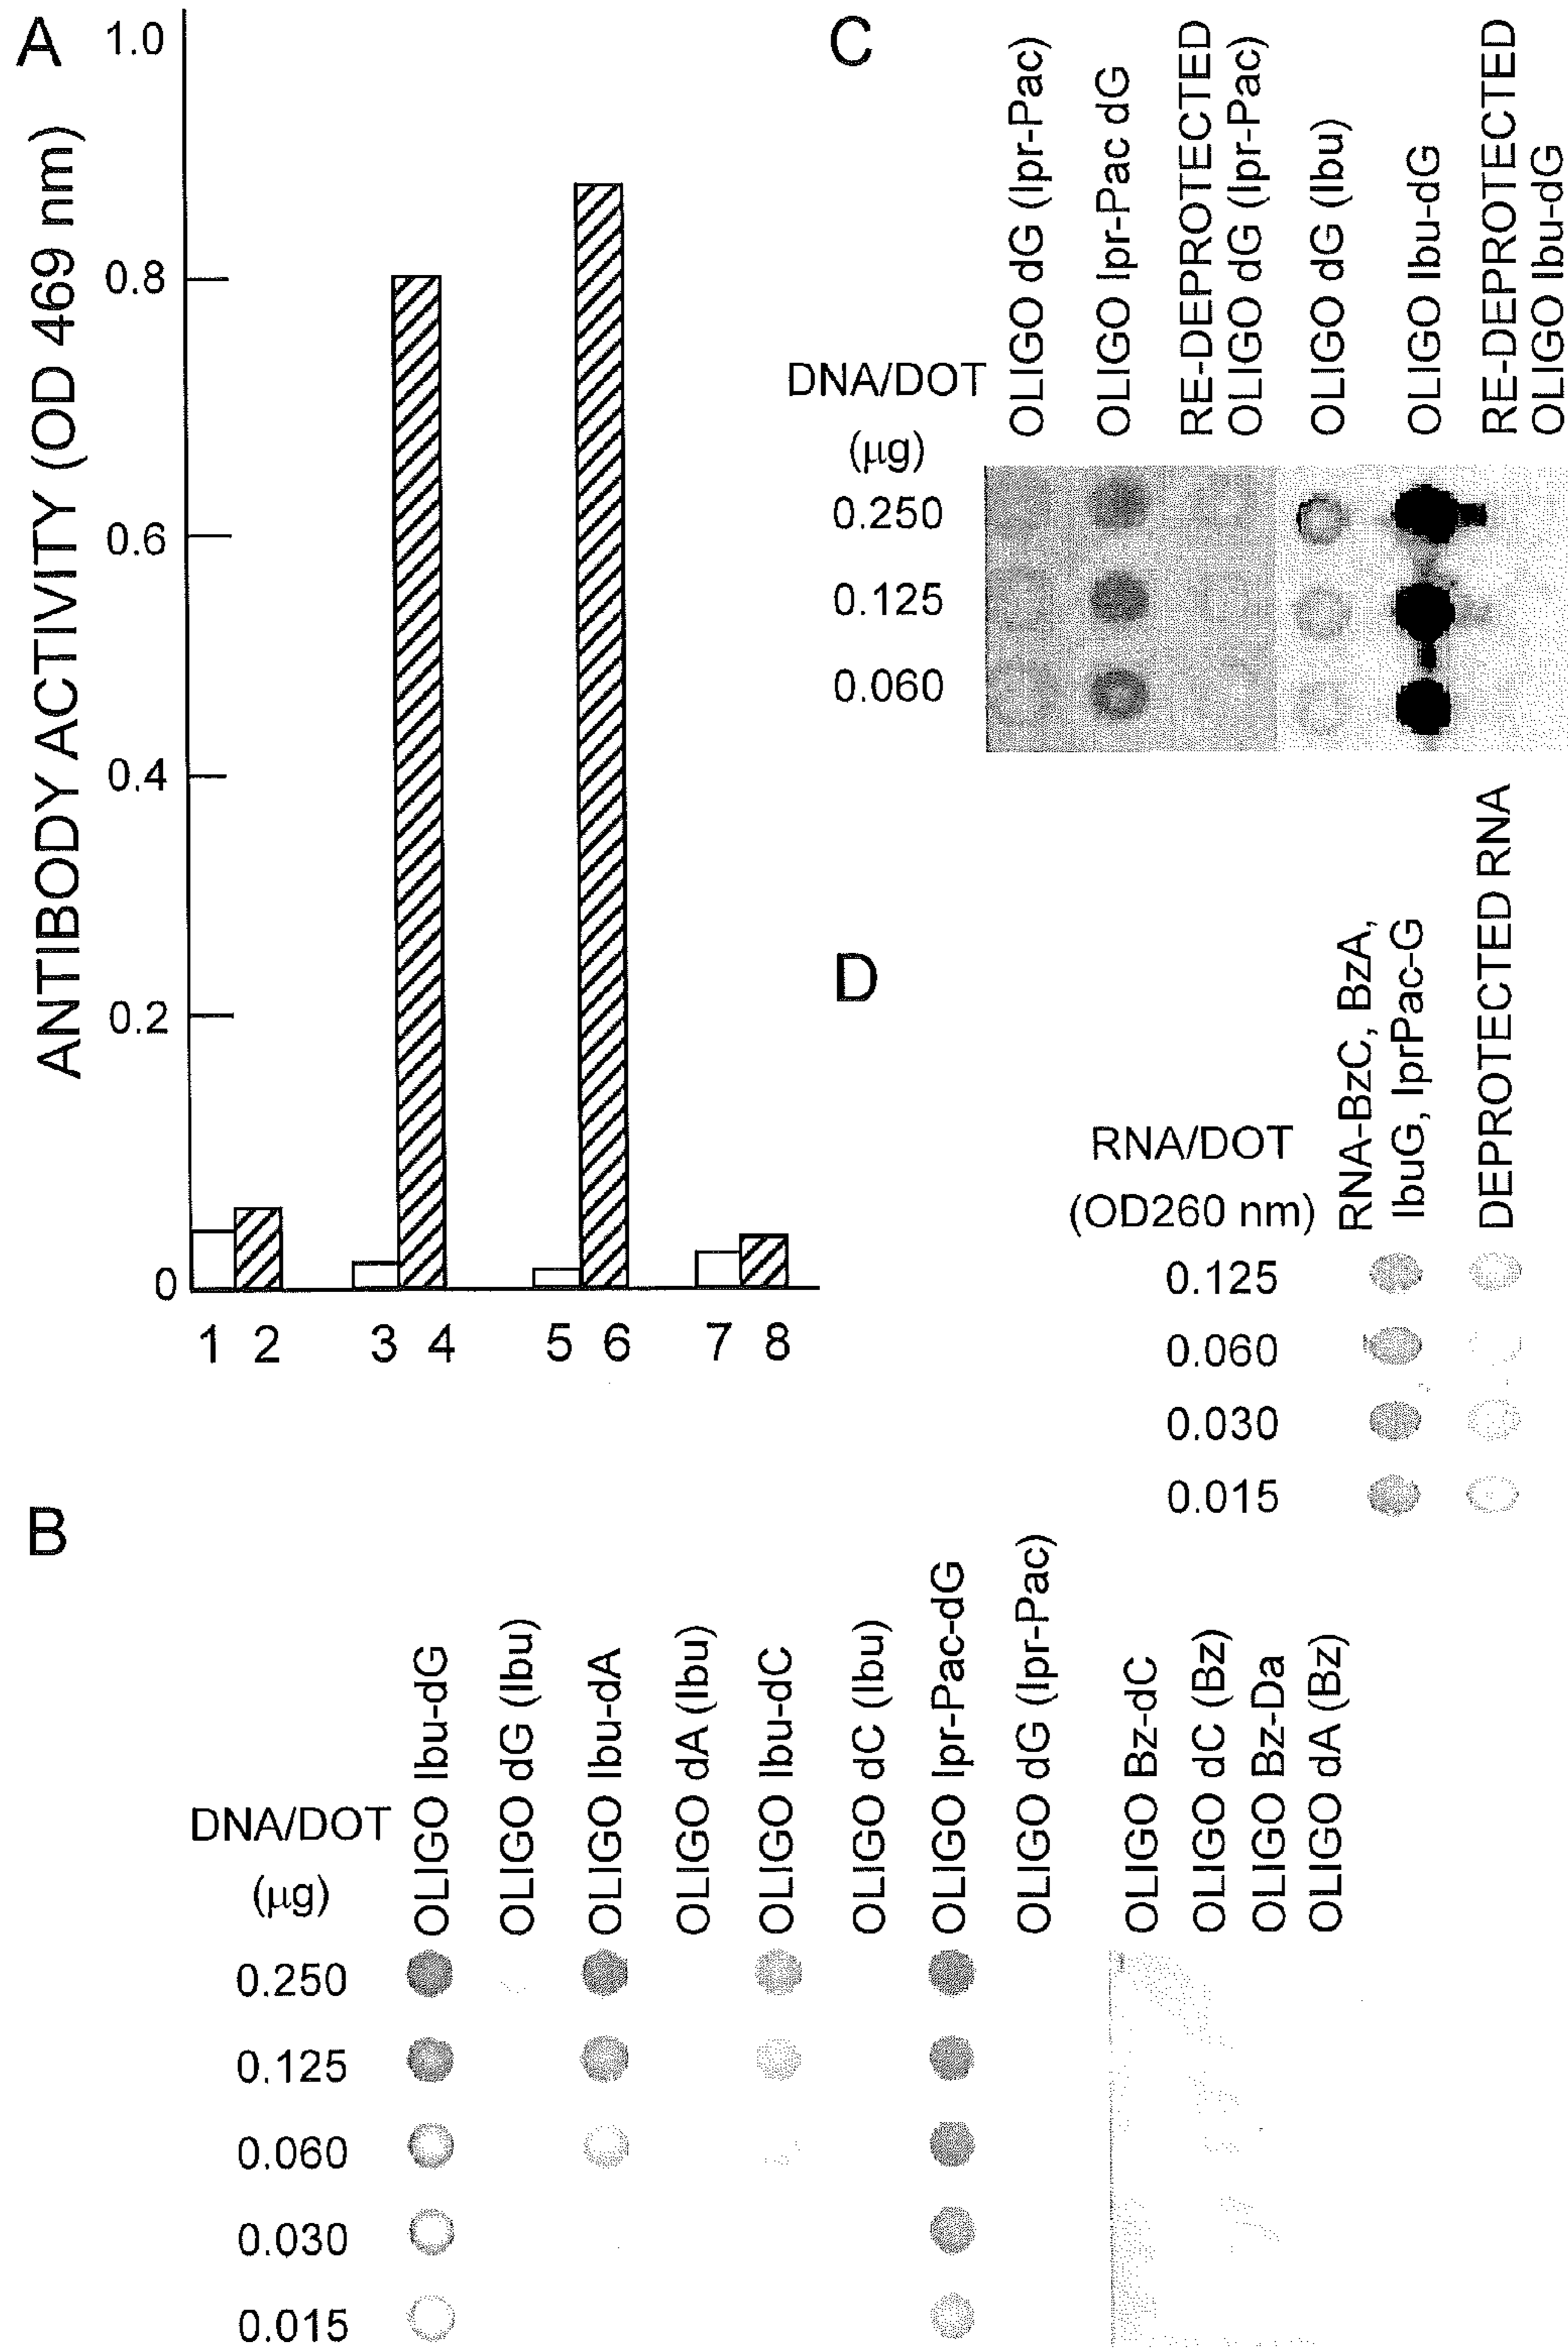 A
ANTIBODY ACTIVITY (OD 469 nm)
1.0
0.8
0.6
0.4
0.2
0
1 2 3 4 5 6 7 8
C
DNA/DOT
(μg)
OLIGO dG (Ipr-Pac)
OLIGO Ipr-Pac dG
RE-DEPROTECTED
OLIGO dG (Ipr-Pac)
OLIGO dG (Ibu)
OLIGO Ibu-dG
RE-DEPROTECTED
OLIGO Ibu-dG
0.250
0.125
0.060
D
RNA/DOT
(OD260 nm)
RNA-BzC, BzA,
IbuG, IprPac-G
DEPROTECTED RNA
0.125
0.060
0.030
0.015
B
DNA/DOT
(μg)
OLIGO Ibu-dG
OLIGO dG (Ibu)
OLIGO Ibu-dA
OLIGO dA (Ibu)
OLIGO Ibu-dC
OLIGO dC (Ibu)
OLIGO Ipr-Pac-dG
OLIGO dG (Ipr-Pac)
OLIGO Bz-dC
OLIGO dC (Bz)
OLIGO Bz-Da
OLIGO dA (Bz)
0.250
0.125
0.060
0.030
0.015